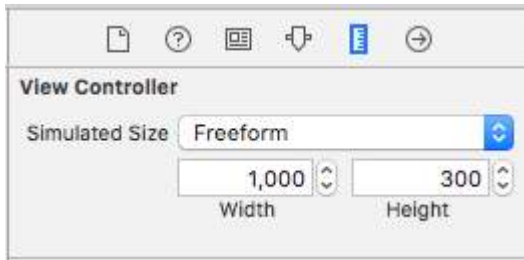 View Controller
Simulated Size Freeform
1,000 300
Width Height